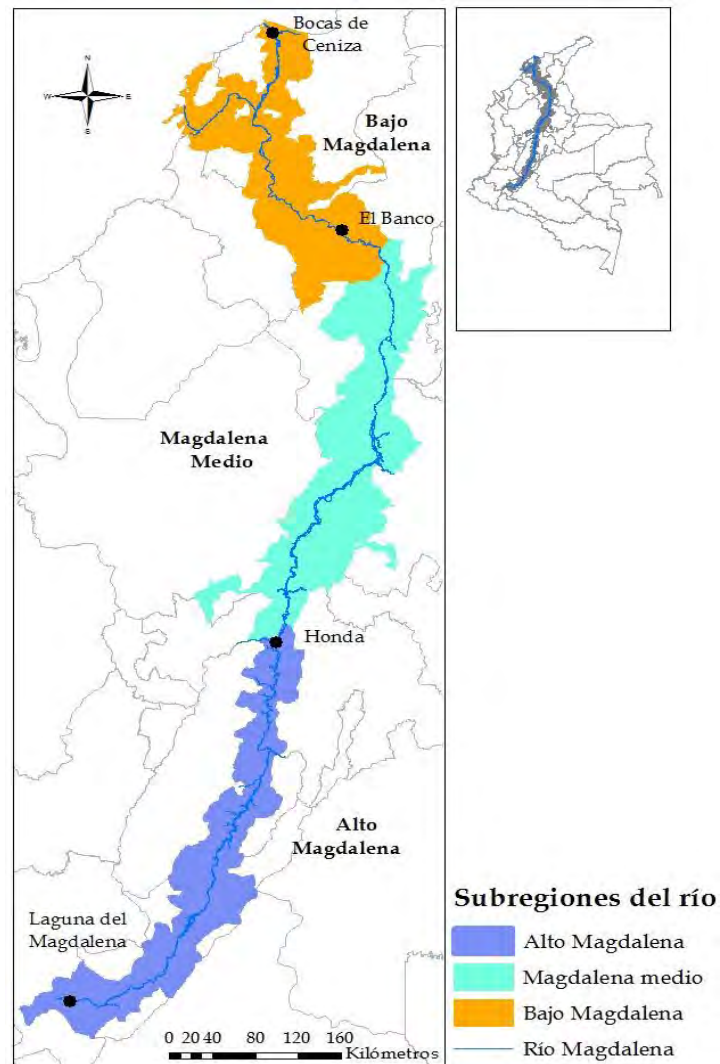 Bocas de
Ceniza
N
W
E
S
Bajo
Magdalena
El Banco
Magdalena
Medio
Honda
Alto
Magdalena
Laguna del
Magdalena
0 20 40 80 120 160
Kilómetros
Subregiones del río
Alto Magdalena
Magdalena medio
Bajo Magdalena
Río Magdalena